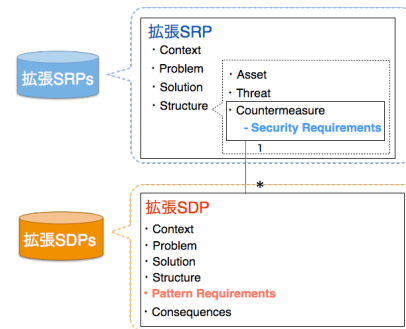 拡張SRPs
拡張SRP
・Context
・Problem
・Solution
・Structure
・Asset
・Threat
・Countermeasure
- Security Requirements
1
*
拡張SDPs
拡張SDP
・Context
・Problem
・Solution
・Structure
・Pattern Requirements
・Consequences